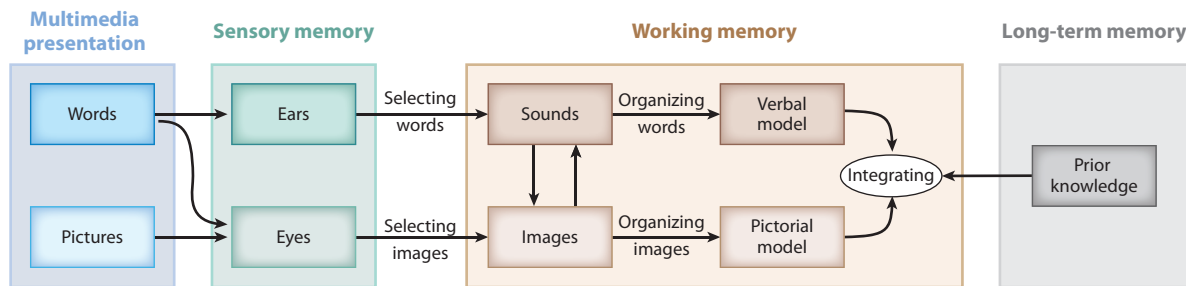 Multimedia
presentation
Sensory memory
Working memory
Long-term memory
Words
Ears
Selecting
words
Sounds
Organizing
words
Verbal
model
Integrating
Prior
knowledge
Pictures
Eyes
Selecting
images
Images
Organizing
images
Pictorial
model